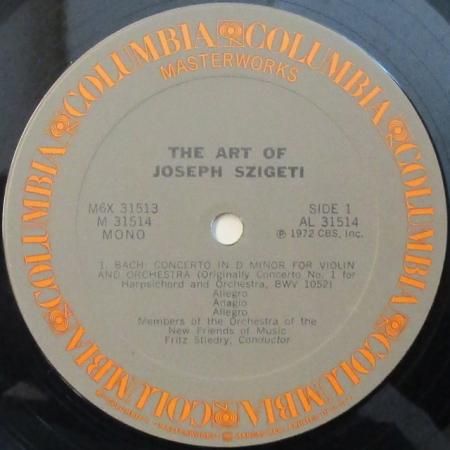 COLUMBIA COLUMBIA COLUMBIA COLUMBIA COLUMBIA COLUMBIA
MASTERWORKS
THE ART OF
JOSEPH SZIGETI
M6X 31513
M 31514
MONO
SIDE 1
AL 31514
℗ 1972 CBS, Inc.
1. BACH: CONCERTO IN D MINOR FOR VIOLIN
AND ORCHESTRA (Originally Concerto No. 1 for
Harpsichord and Orchestra, BWV 1052)
Allegro
Adagio
Allegro
Members of the Orchestra of the
New Friends of Music
Fritz Stiedry, Conductor